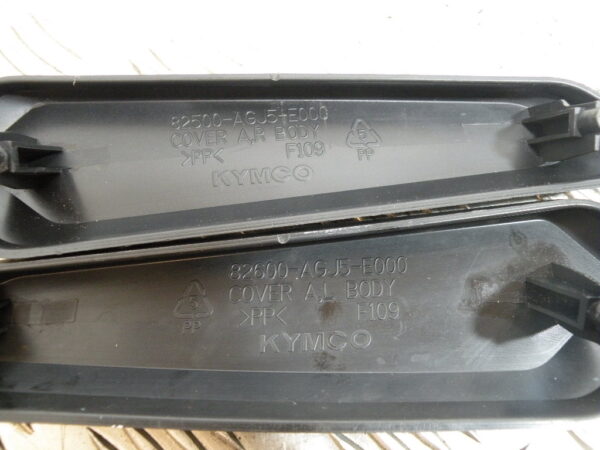 82500-AGJ5-E000
COVER A,R BODY
>PP< F109
5
PP
KYMCO
82600-AGJ5-E000
COVER A,L BODY
5
PP
>PP< F109
KYMCO